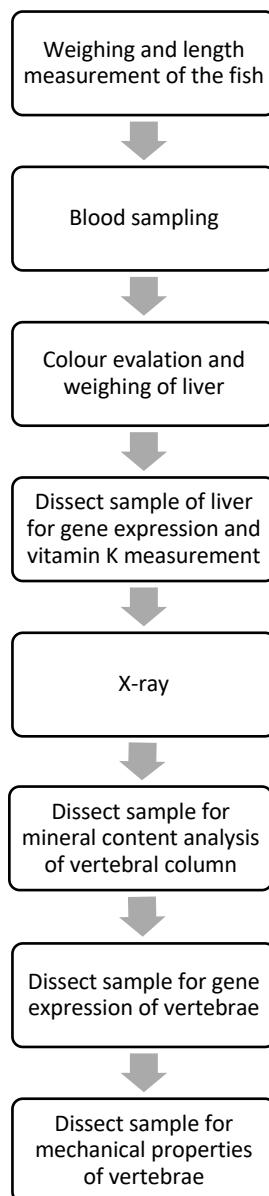 Weighing and length
measurement of the fish
Blood sampling
Colour evalation and
weighing of liver
Dissect sample of liver
for gene expression and
vitamin K measurement
X-ray
Dissect sample for
mineral content analysis
of vertebral column
Dissect sample for gene
expression of vertebrae
Dissect sample for
mechanical properties
of vertebrae